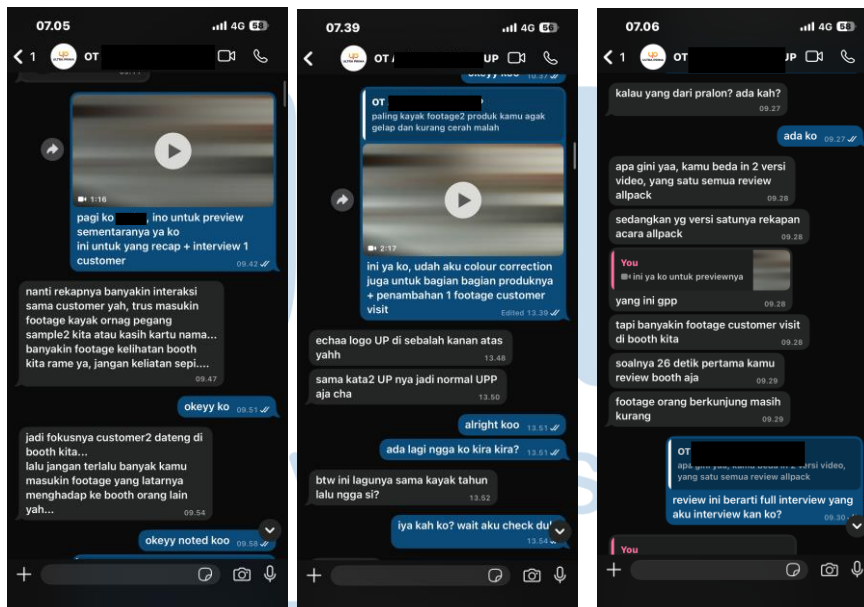 07.05
4G 58
1
OT
1:16
pagi ko , ino untuk preview
sementaranya ya ko
ini untuk yang recap + interview 1
customer
09.42
nanti rekapnya banyakin interaksi
sama customer yah, trus masukin
footage kayak ornag pegang
sample2 kita atau kasih kartu nama...
banyakin footage kelihatan booth
kita rame ya, jangan keliatan sepi....
09.47
okeyy ko 09.51
jadi fokusnya customer2 dateng di
booth kita...
lalu jangan terlalu banyak kamu
masukin footage yang latarnya
menghadap ke booth orang lain
yah...
09.54
okeyy noted koo 09.58
07.39
4G 56
OT UP
okeyy koo 10.37
OT
paling kayak footage2 produk kamu agak
gelap dan kurang cerah malah
2:17
ini ya ko, udah aku colour correction
juga untuk bagian bagian produknya
+ penambahan 1 footage customer
visit
Edited 13.39
echaa logo UP di sebalah kanan atas
yahh
13.48
sama kata2 UP nya jadi normal UPP
aja cha
13.50
alright koo 13.51
ada lagi ngga ko kira kira? 13.51
btw ini lagunya sama kayak tahun
lalu ngga si?
13.52
iya kah ko? wait aku check du
13.54
07.06
4G 58
1
OT UP
kalau yang dari pralon? ada kah?
09.27
ada ko 09.27
apa gini yaa, kamu beda in 2 versi
video, yang satu semua review
allpack
09.28
sedangkan yg versi satunya rekapan
acara allpack
09.28
You
ini ya ko untuk previewnya
yang ini gpp
09.28
tapi banyakin footage customer visit
di booth kita
09.28
soalnya 26 detik pertama kamu
review booth aja
09.29
footage orang berkunjung masih
kurang
09.29
OT
apa gini yaa, kamu beda in 2 versi video,
yang satu semua review allpack
review ini berarti full interview yang
aku interview kan ko?
09.30
You